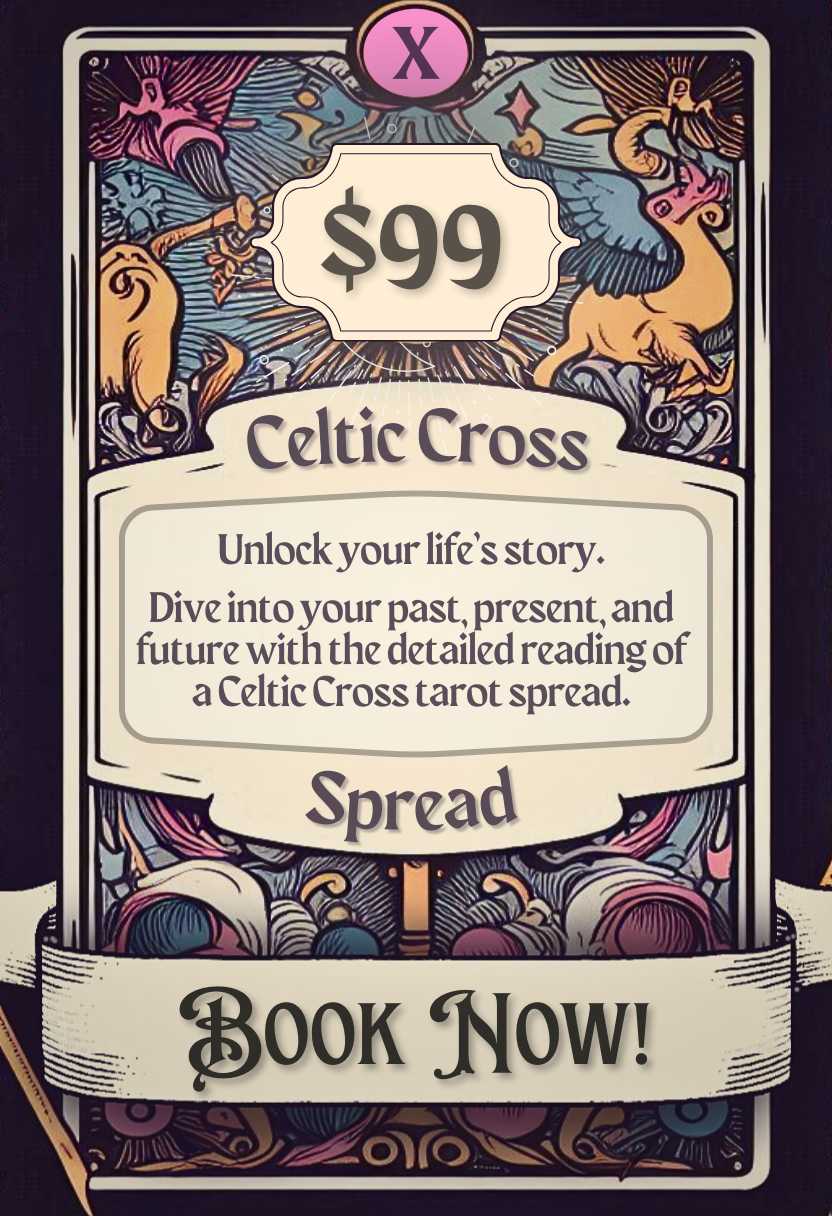 X
$99
Celtic Cross
Unlock your life's story.
Dive into your past, present, and
future with the detailed reading of
a Celtic Cross tarot spread.
Spread
Book Now!